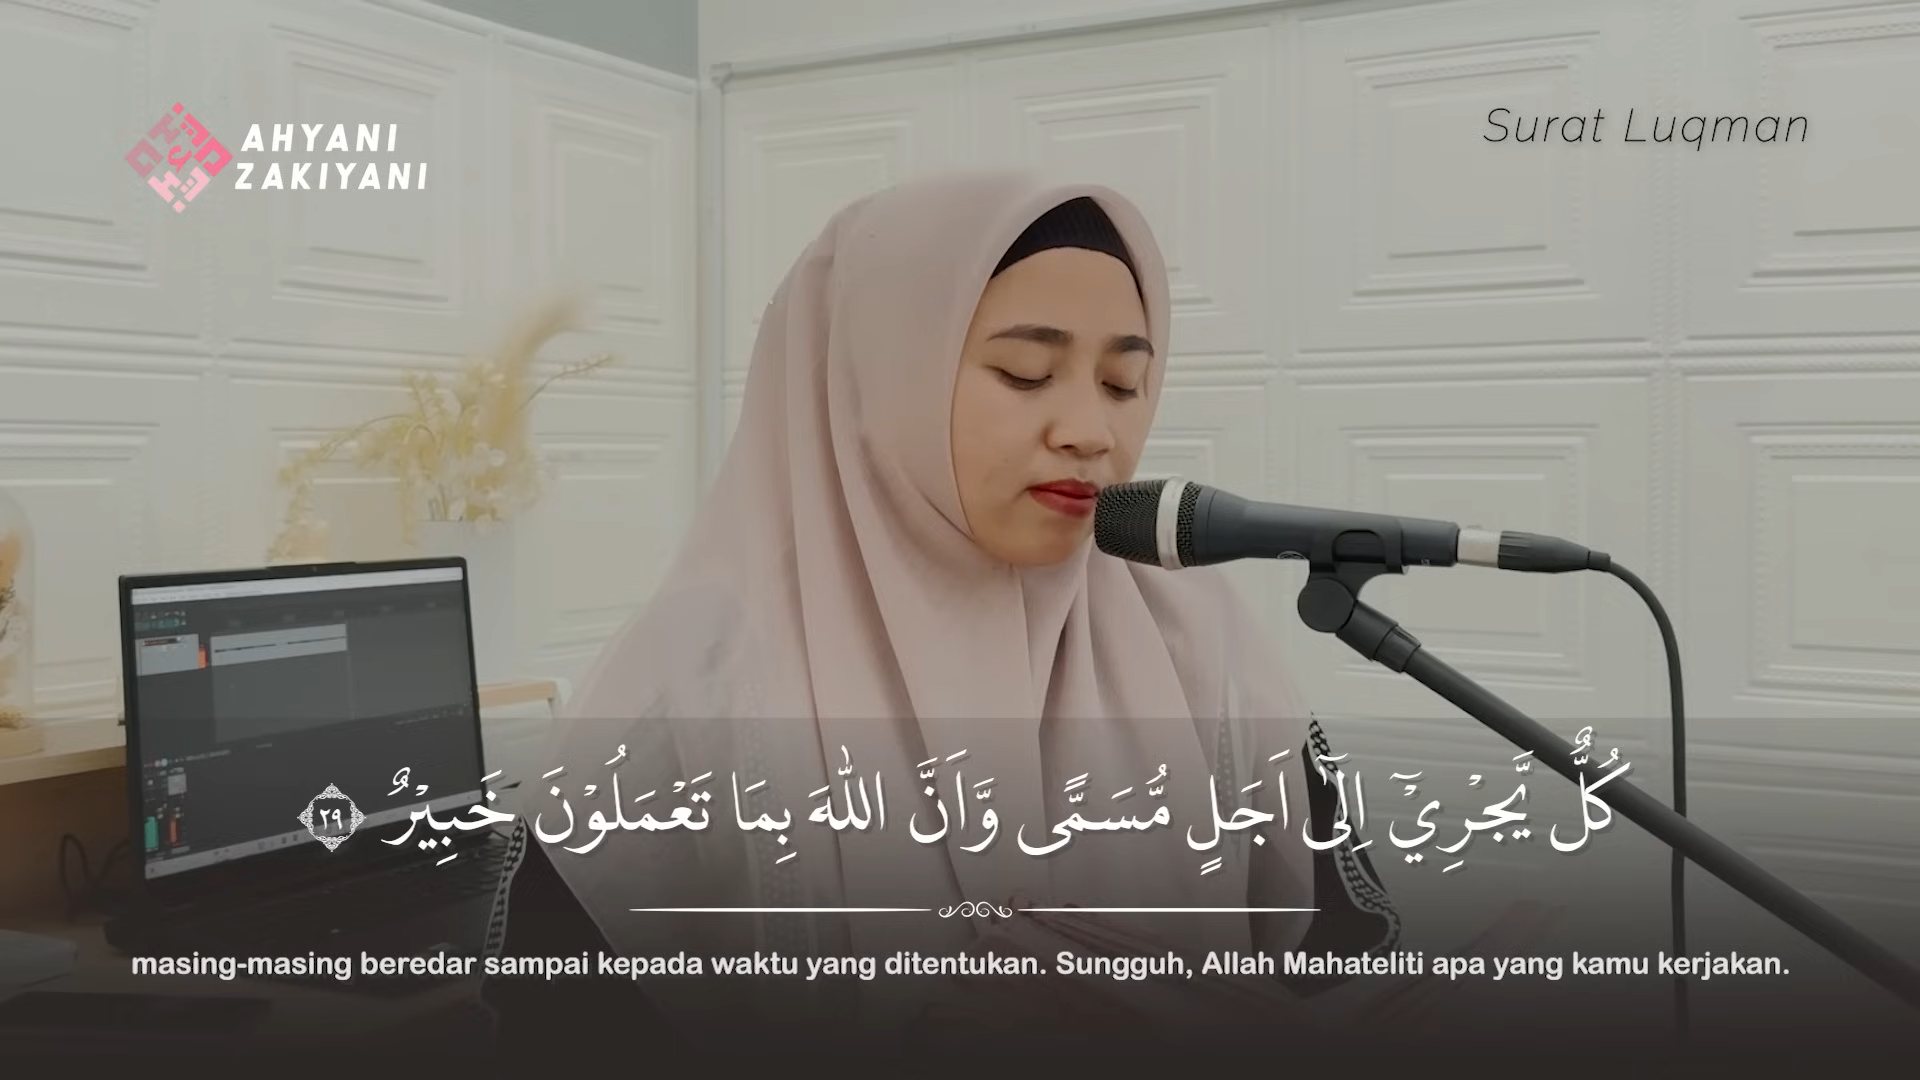 AHYANI
ZAKIYANI
Surat Luqman
كُلٌّ يَّجْرِيْٓ اِلٰٓى اَجَلٍ مُّسَمًّى وَّاَنَّ اللّٰهَ بِمَا تَعْمَلُوْنَ خَبِيْرٌ ٢٩
masing-masing beredar sampai kepada waktu yang ditentukan. Sungguh, Allah Mahateliti apa yang kamu kerjakan.